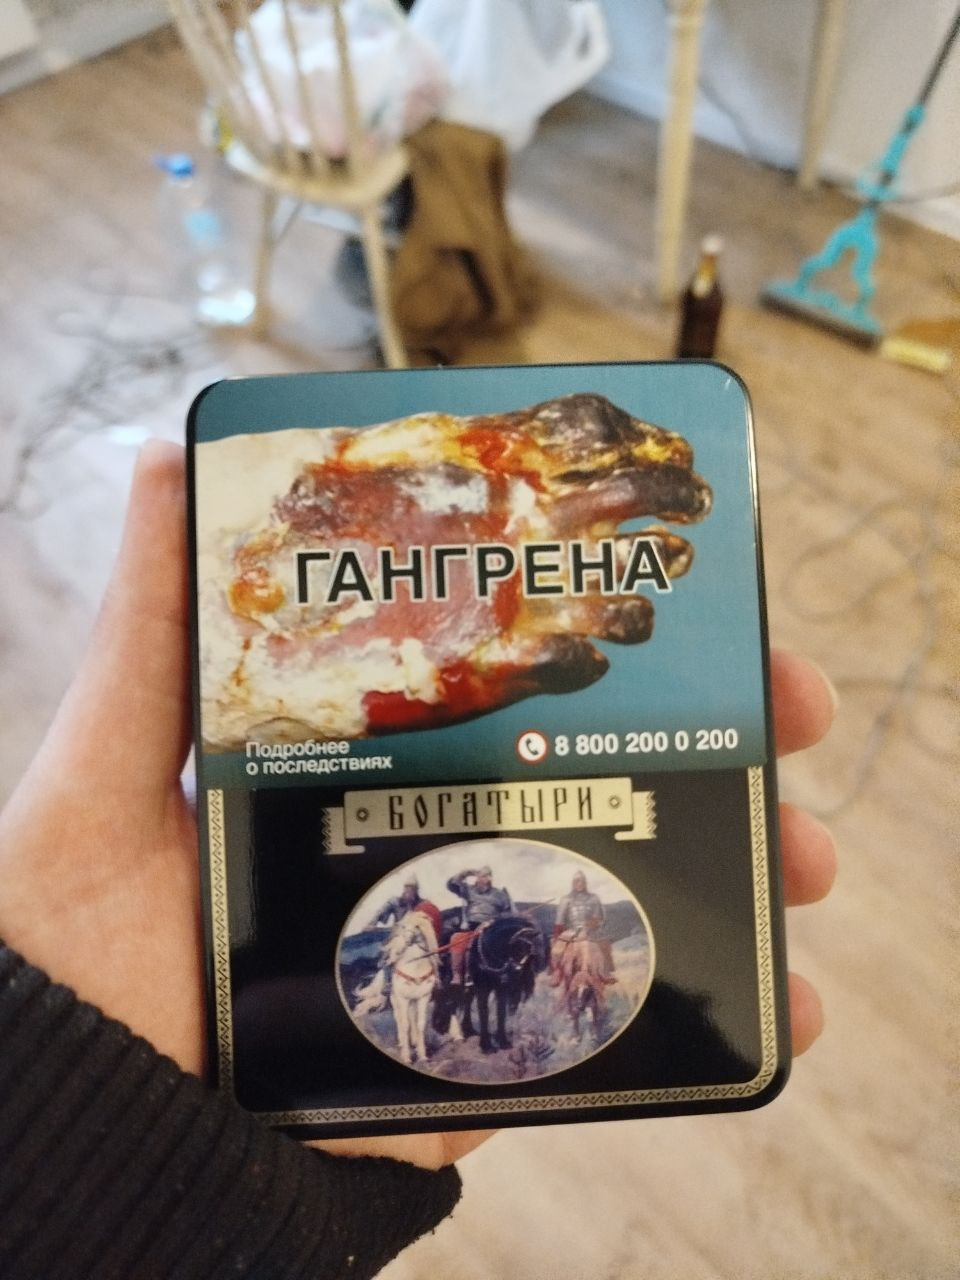 ГАНГРЕНА
Подробнее
о последствиях
8 800 200 0 200
БОГАТЫРИ